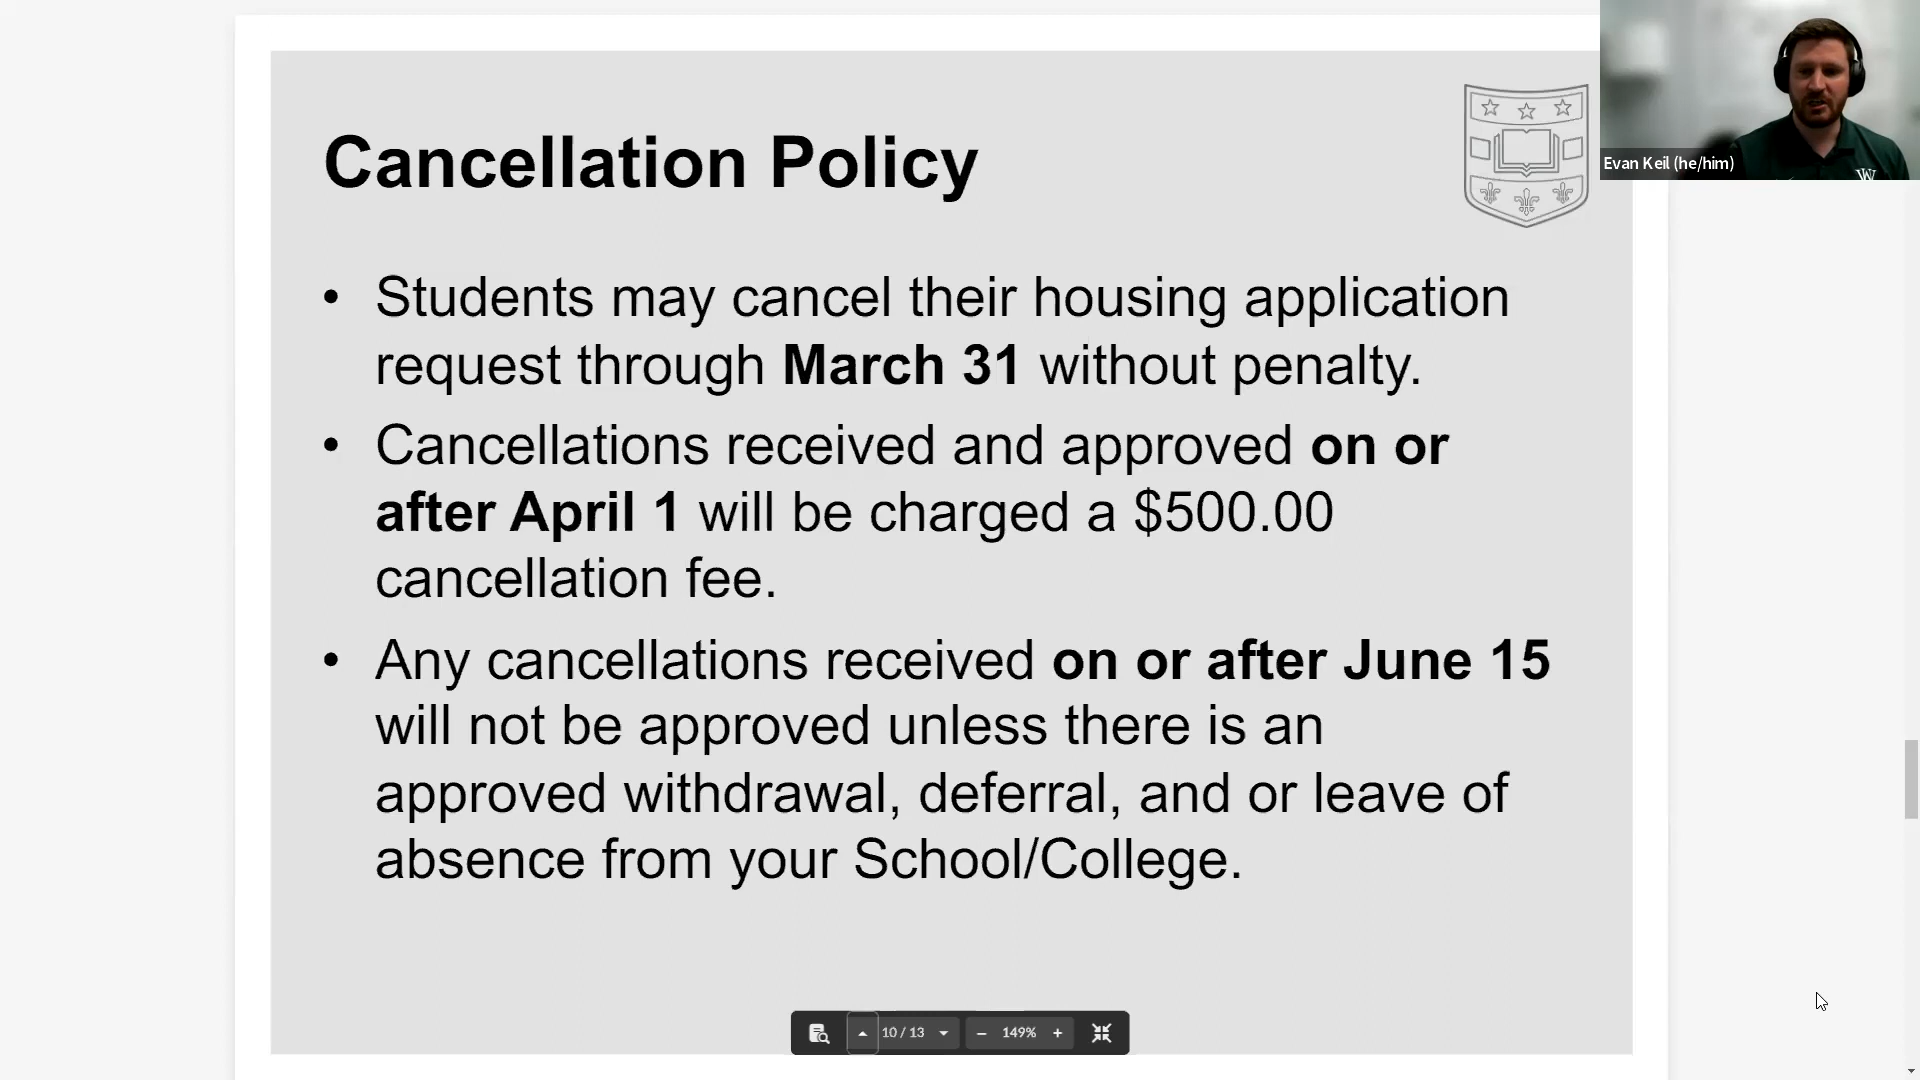 Cancellation Policy
• Students may cancel their housing application
request through March 31 without penalty.
• Cancellations received and approved on or
after April 1 will be charged a $500.00
cancellation fee.
• Any cancellations received on or after June 15
will not be approved unless there is an
approved withdrawal, deferral, and or leave of
absence from your School/College.
Evan Keil (he/him)
W
10 / 13
149%